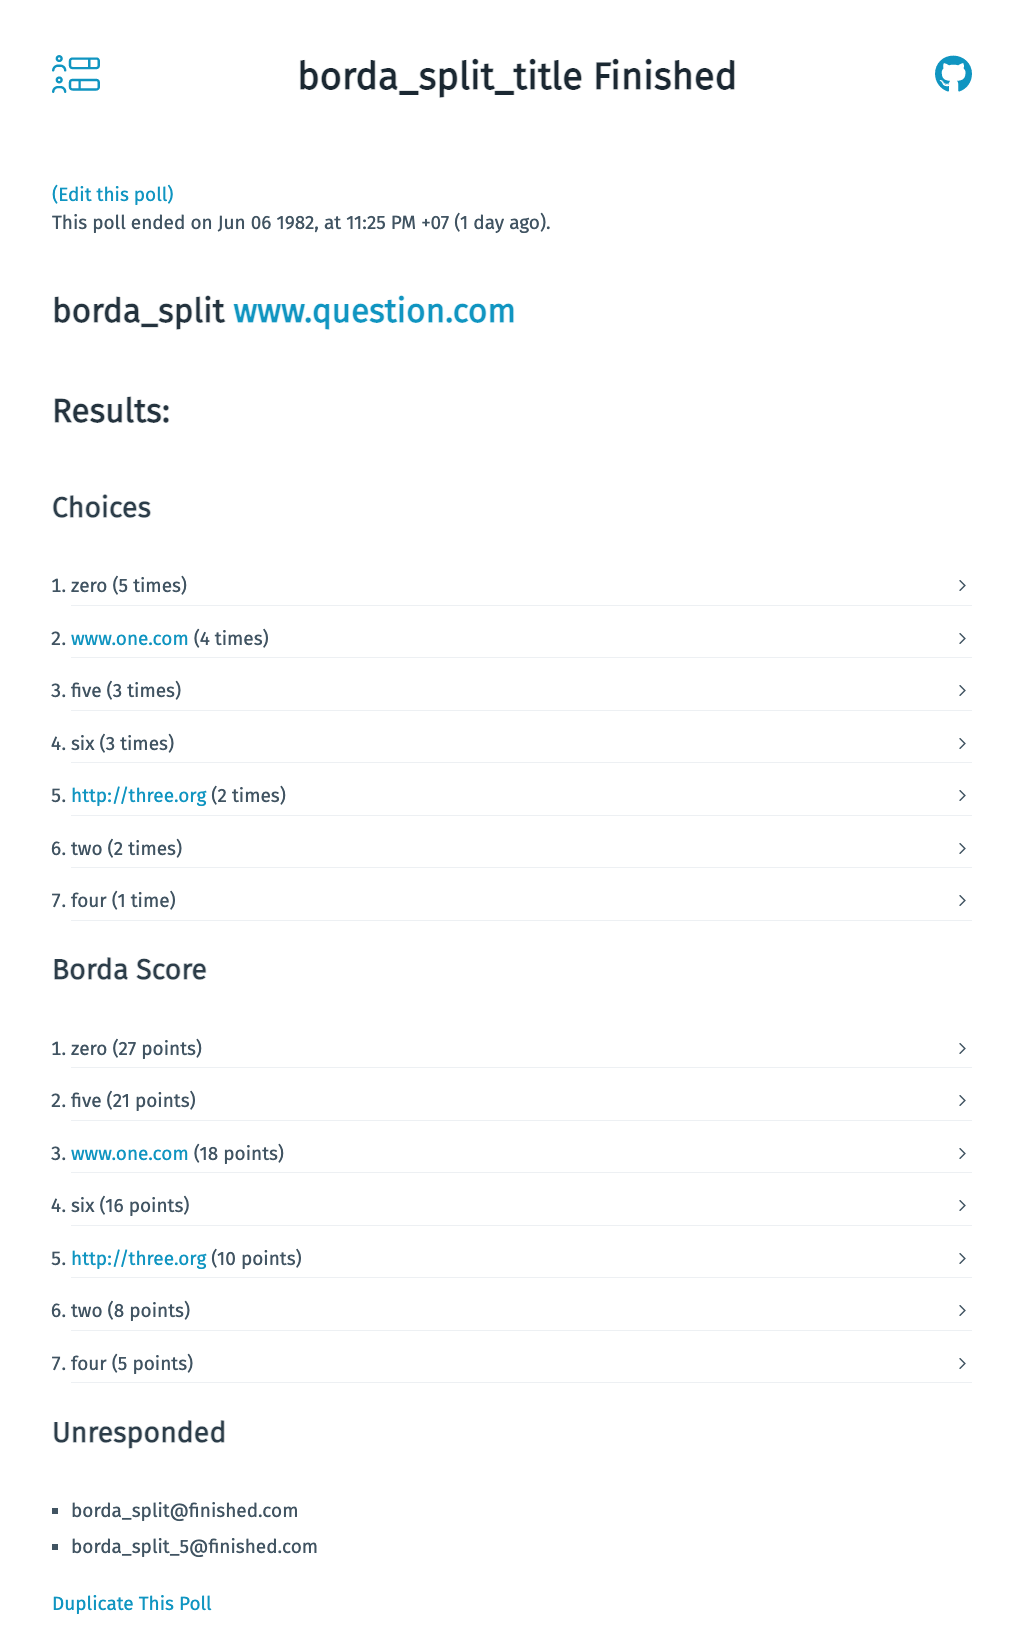 borda_split_title Finished
(Edit this poll)
This poll ended on Jun 06 1982, at 11:25 PM +07 (1 day ago).
borda_split www.question.com
Results:
Choices
1. zero (5 times)
2. www.one.com (4 times)
3. five (3 times)
4. six (3 times)
5. http://three.org (2 times)
6. two (2 times)
7. four (1 time)
Borda Score
1. zero (27 points)
2. five (21 points)
3. www.one.com (18 points)
4. six (16 points)
5. http://three.org (10 points)
6. two (8 points)
7. four (5 points)
Unresponded
borda_split@finished.com
borda_split_5@finished.com
Duplicate This Poll